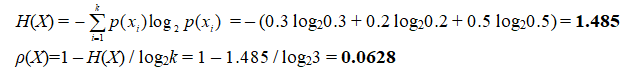 H(X) = − ∑_{i=1}^{k} p(x_i) log_2 p(x_i) = − (0.3 log_2 0.3 + 0.2 log_2 0.2 + 0.5 log_2 0.5) = 1.485
ρ(X)=1 – H(X) / log_2 k = 1 – 1.485 / log_2 3 = 0.0628